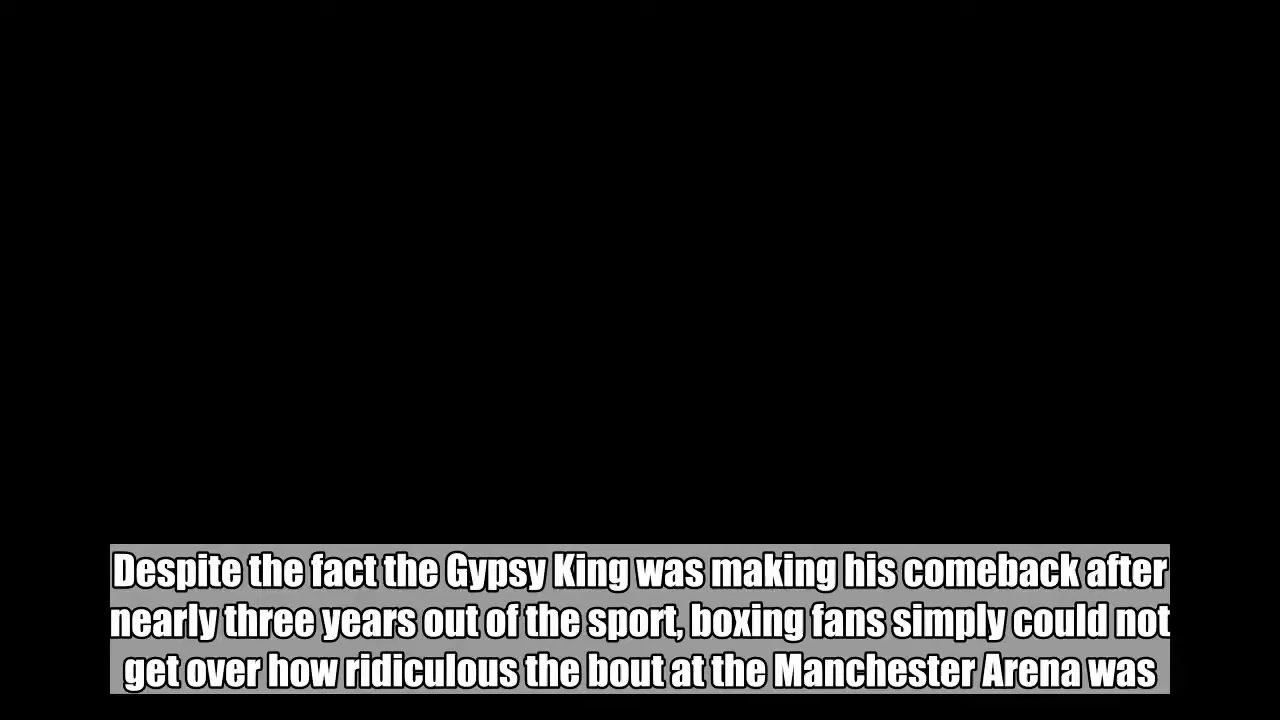 Despite the fact the Gypsy King was making his comeback after
nearly three years out of the sport, boxing fans simply could not
get over how ridiculous the bout at the Manchester Arena was